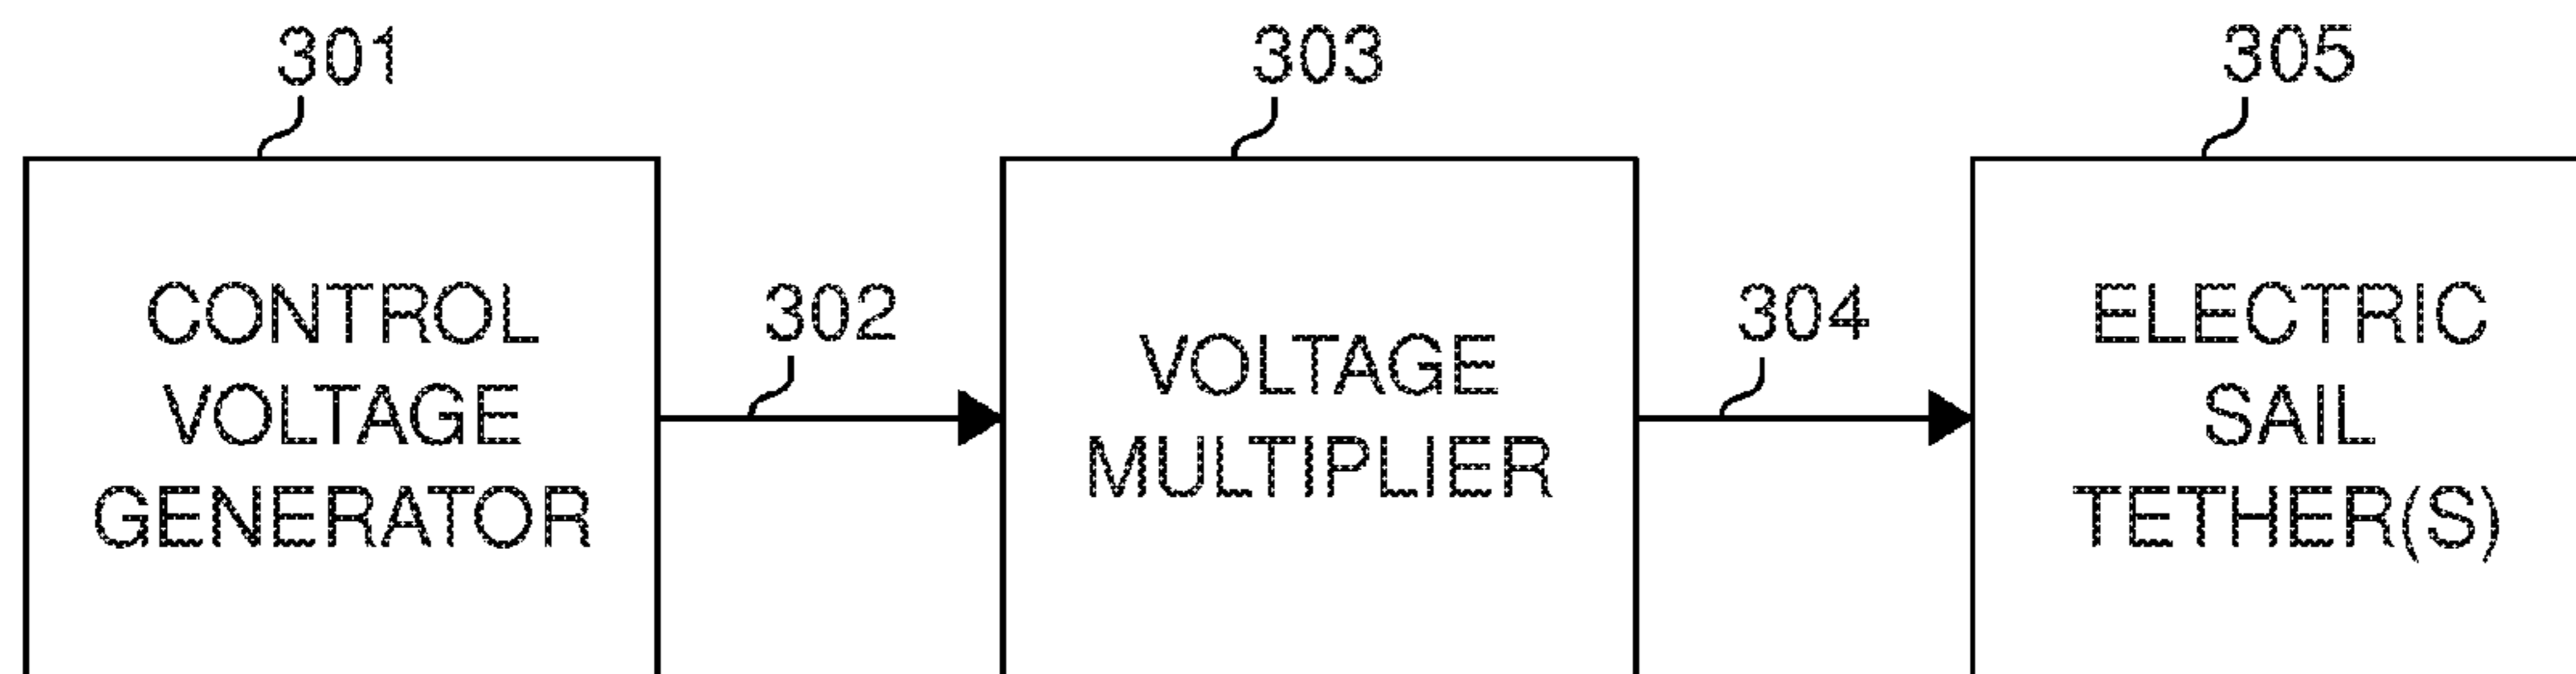 301
303
305
302
304
CONTROL
VOLTAGE
GENERATOR
VOLTAGE
MULTIPLIER
ELECTRIC
SAIL
TETHER(S)